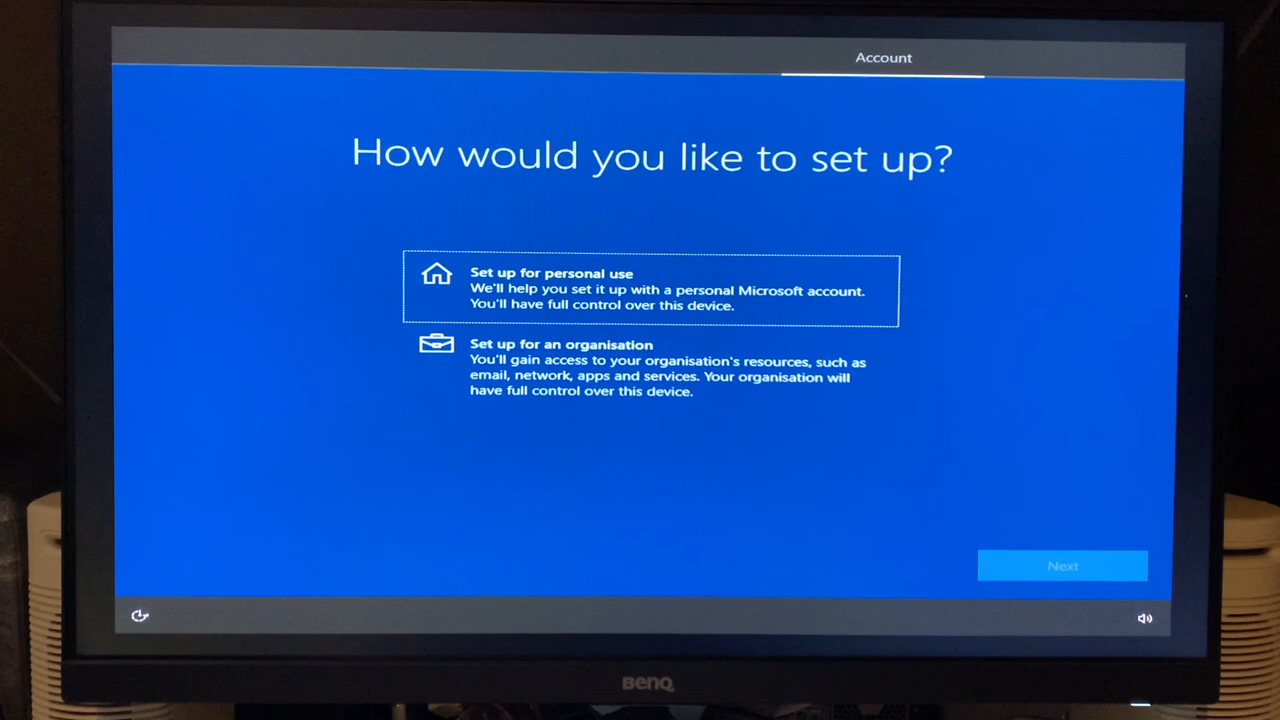 Account
How would you like to set up?
Set up for personal use
We'll help you set it up with a personal Microsoft account.
You'll have full control over this device.
Set up for an organisation
You'll gain access to your organisation's resources, such as
email, network, apps and services. Your organisation will
have full control over this device.
Next
BenQ